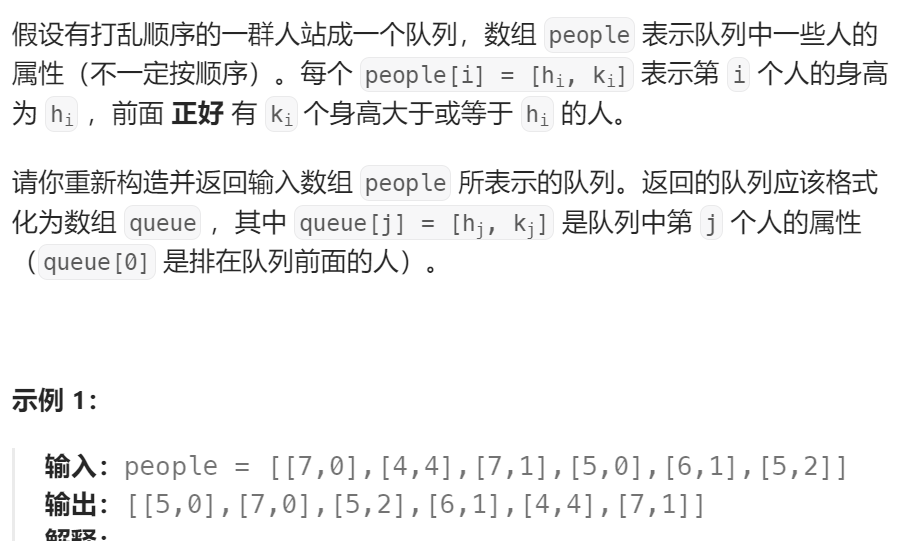 假设有打乱顺序的一群人站成一个队列，数组 people 表示队列中一些人的
属性（不一定按顺序）。每个 people[i] = [hi, ki] 表示第 i 个人的身高
为 hi ，前面 正好 有 ki 个身高大于或等于 hi 的人。
请你重新构造并返回输入数组 people 所表示的队列。返回的队列应该格式
化为数组 queue ，其中 queue[j] = [hj, kj] 是队列中第 j 个人的属性
（queue[0] 是排在队列前面的人）。
示例 1：
输入：people = [[7,0],[4,4],[7,1],[5,0],[6,1],[5,2]]
输出：[[5,0],[7,0],[5,2],[6,1],[4,4],[7,1]]
解释：